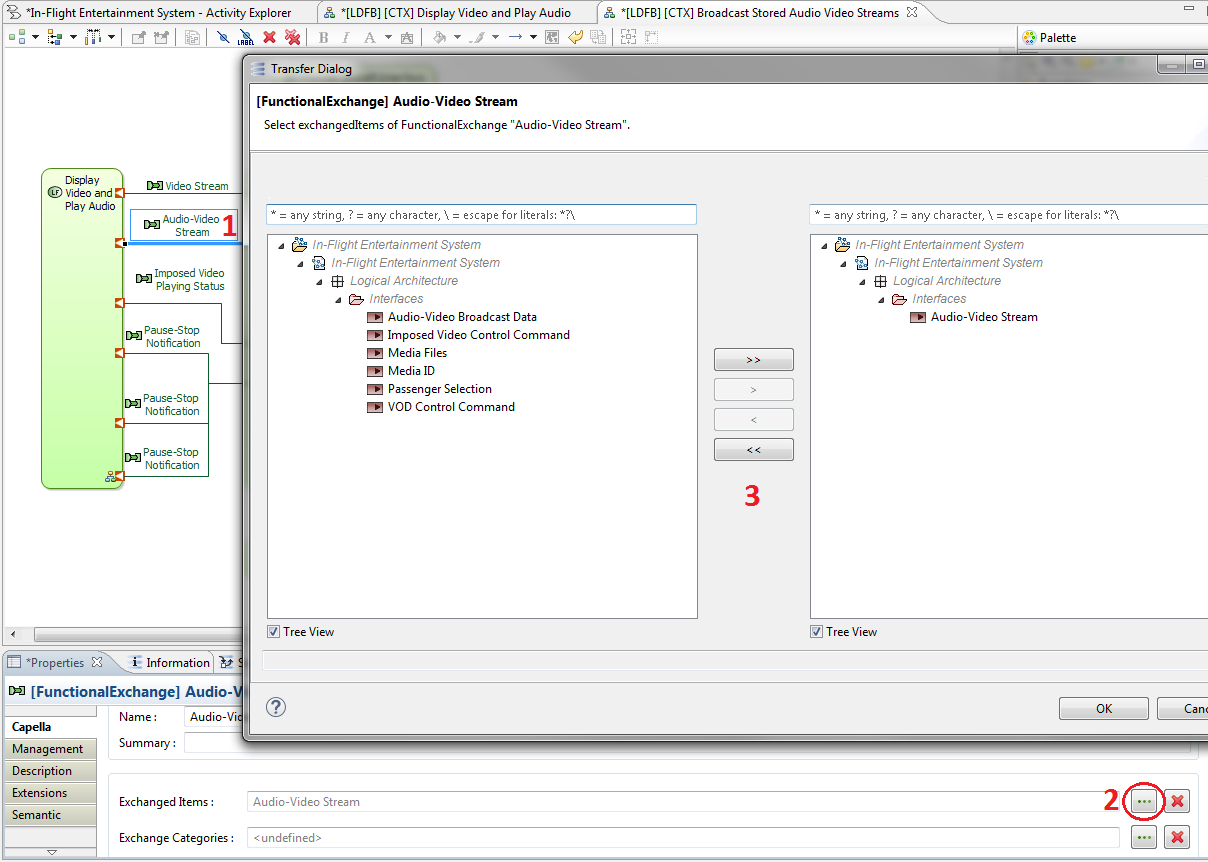 *In-Flight Entertainment System - Activity Explorer
*[LDFB] [CTX] Display Video and Play Audio
*[LDFB] [CTX] Broadcast Stored Audio Video Streams
LABEL
B I A A
Palette
Transfer Dialog
[FunctionalExchange] Audio-Video Stream
Select exchangedItems of FunctionalExchange "Audio-Video Stream".
Display
LF Video and
Play Audio
Video Stream
Audio-Video
Stream
1
Imposed Video
Playing Status
Pause-Stop
Notification
Pause-Stop
Notification
Pause-Stop
Notification
* = any string, ? = any character, \ = escape for literals: *?\
In-Flight Entertainment System
In-Flight Entertainment System
Logical Architecture
Interfaces
Audio-Video Broadcast Data
Imposed Video Control Command
Media Files
Media ID
Passenger Selection
VOD Control Command
Tree View
>>
>
<
<<
3
* = any string, ? = any character, \ = escape for literals: *?\
In-Flight Entertainment System
In-Flight Entertainment System
Logical Architecture
Interfaces
Audio-Video Stream
Tree View
?
OK
Canc
*Properties
Information
S
[FunctionalExchange] Audio-V
Capella
Management
Description
Extensions
Semantic
Name :
Audio-Vid
Summary :
Exchanged Items :
Audio-Video Stream
2
...
Exchange Categories :
<undefined>
...